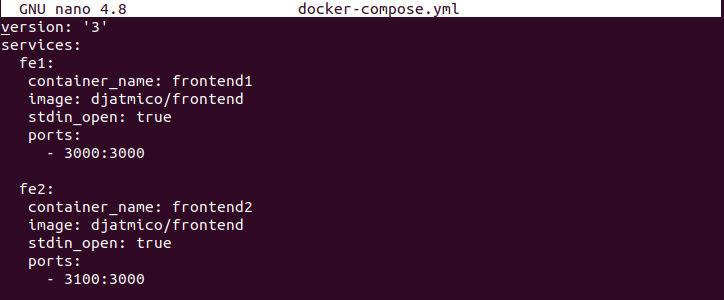 GNU nano 4.8 docker-compose.yml
version: '3'
services:
  fe1:
   container_name: frontend1
   image: djatmico/frontend
   stdin_open: true
   ports:
     - 3000:3000

  fe2:
   container_name: frontend2
   image: djatmico/frontend
   stdin_open: true
   ports:
     - 3100:3000